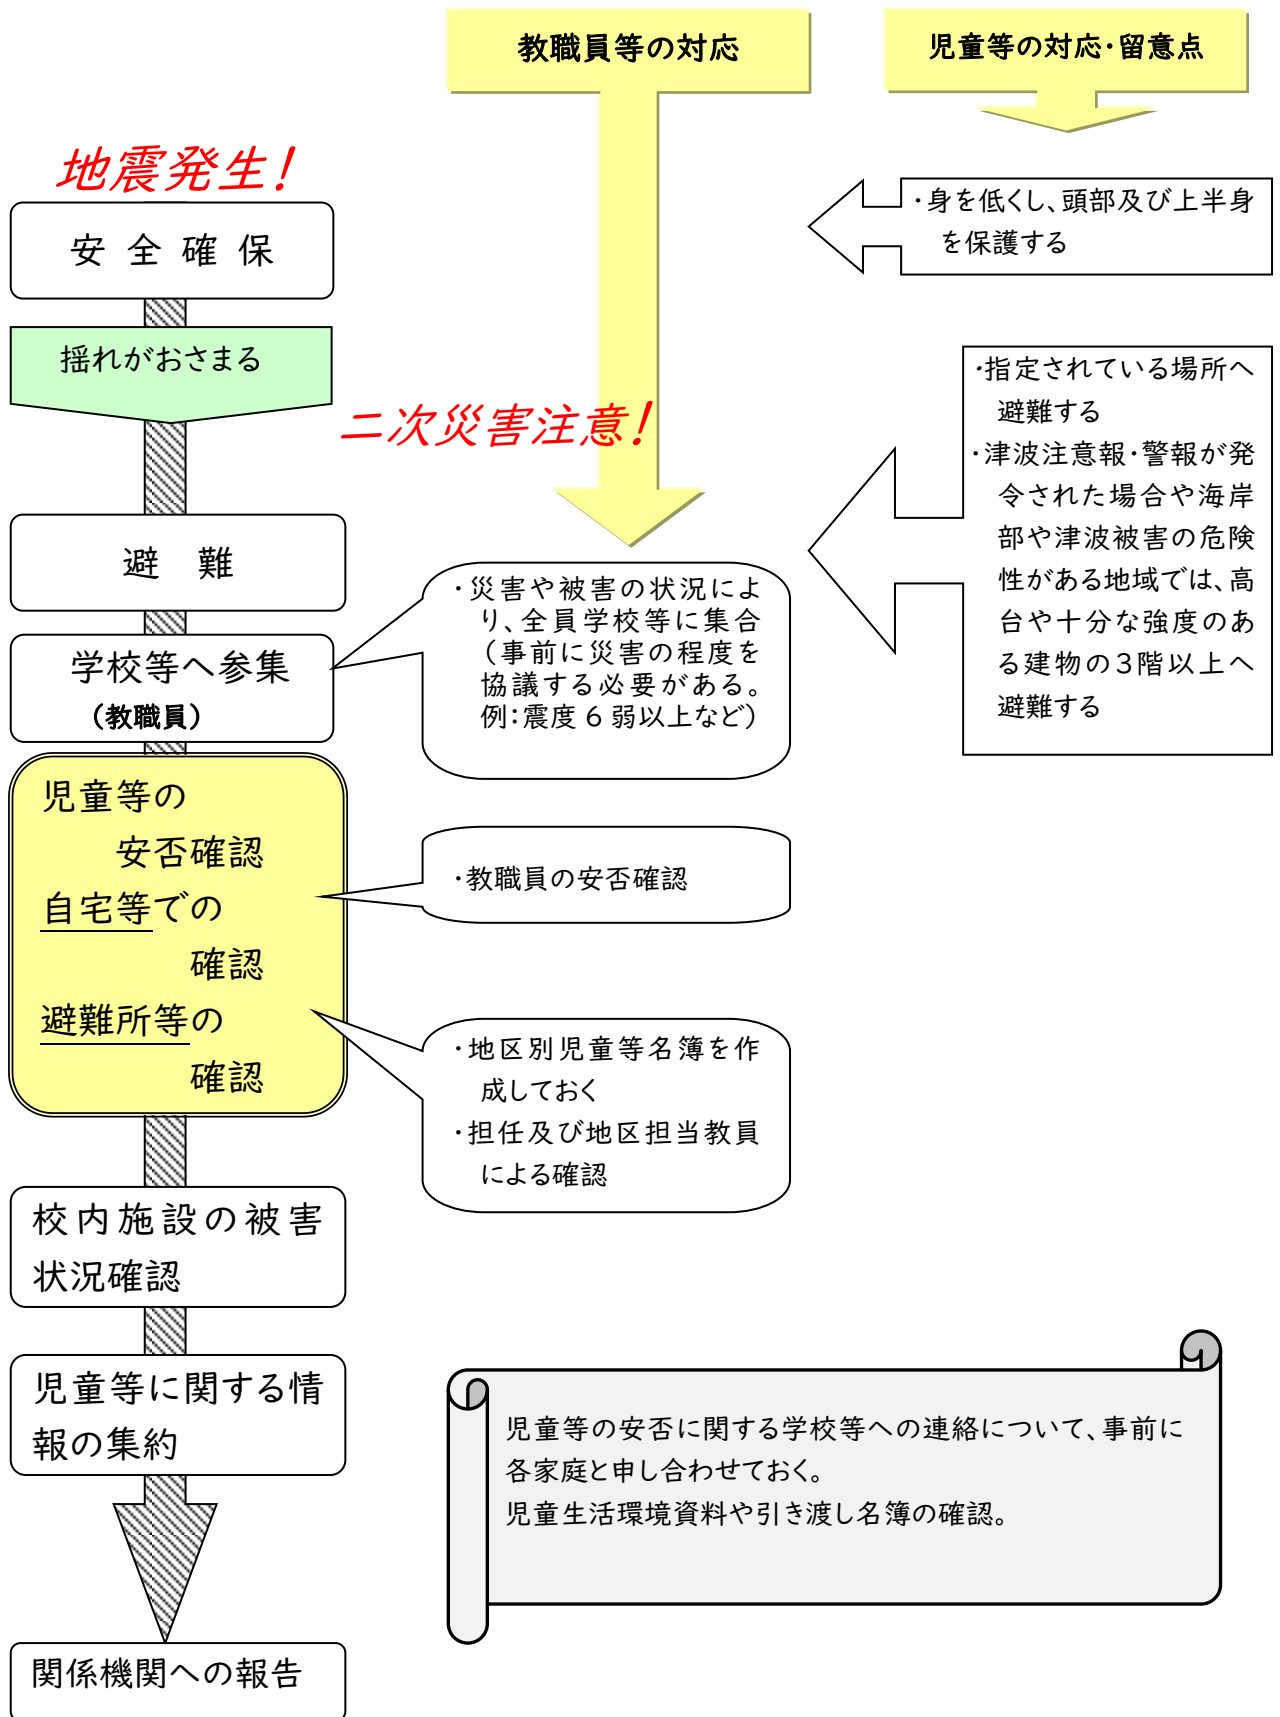 教職員等の対応
児童等の対応・留意点
地震発生！
安全確保
・身を低くし、頭部及び上半身
を保護する
揺れがおさまる
二次災害注意！
・指定されている場所へ
避難する
・津波注意報・警報が発
令された場合や海岸
部や津波被害の危険
性がある地域では、高
台や十分な強度のあ
る建物の３階以上へ
避難する
避　難
学校等へ参集
（教職員）
・災害や被害の状況によ
り、全員学校等に集合
（事前に災害の程度を
協議する必要がある。
例：震度６弱以上など）
児童等の
安否確認
自宅等での
確認
避難所等の
確認
・教職員の安否確認
・地区別児童等名簿を作
成しておく
・担任及び地区担当教員
による確認
校内施設の被害
状況確認
児童等に関する情
報の集約
児童等の安否に関する学校等への連絡について、事前に
各家庭と申し合わせておく。
児童生活環境資料や引き渡し名簿の確認。
関係機関への報告